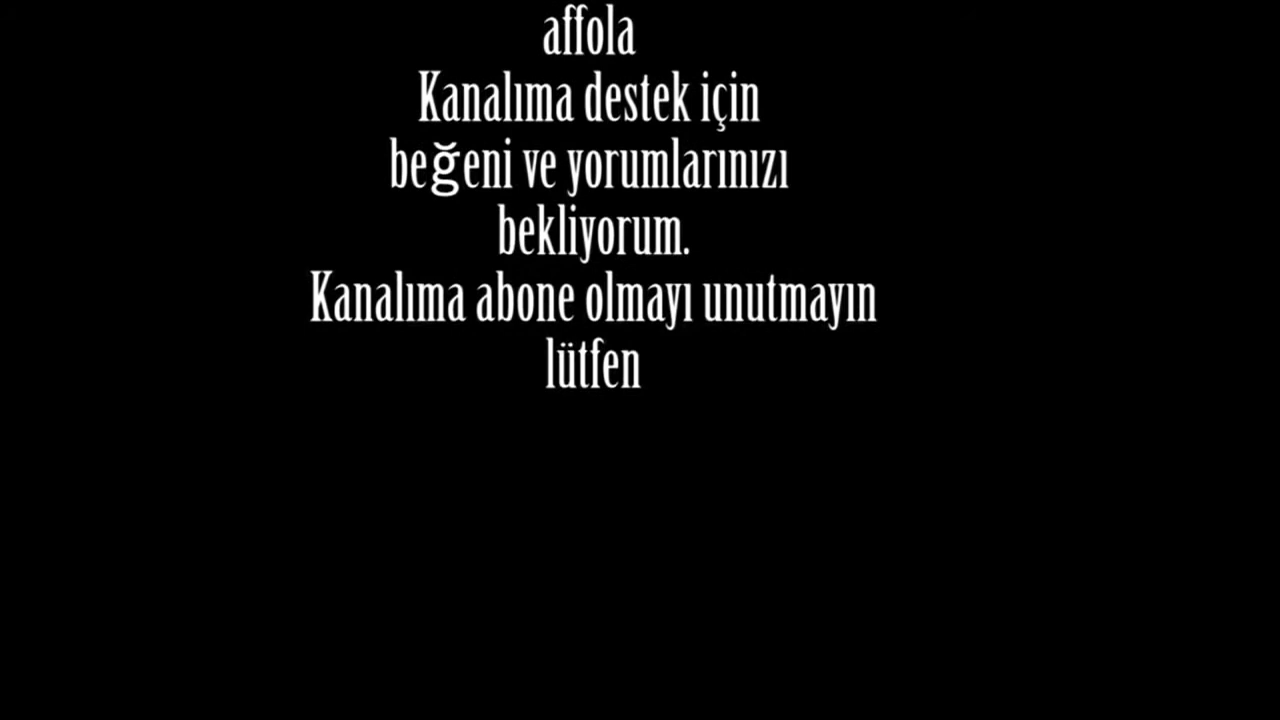 affola
Kanalıma destek için
beğeni ve yorumlarınızı
bekliyorum.
Kanalıma abone olmayı unutmayın
lütfen